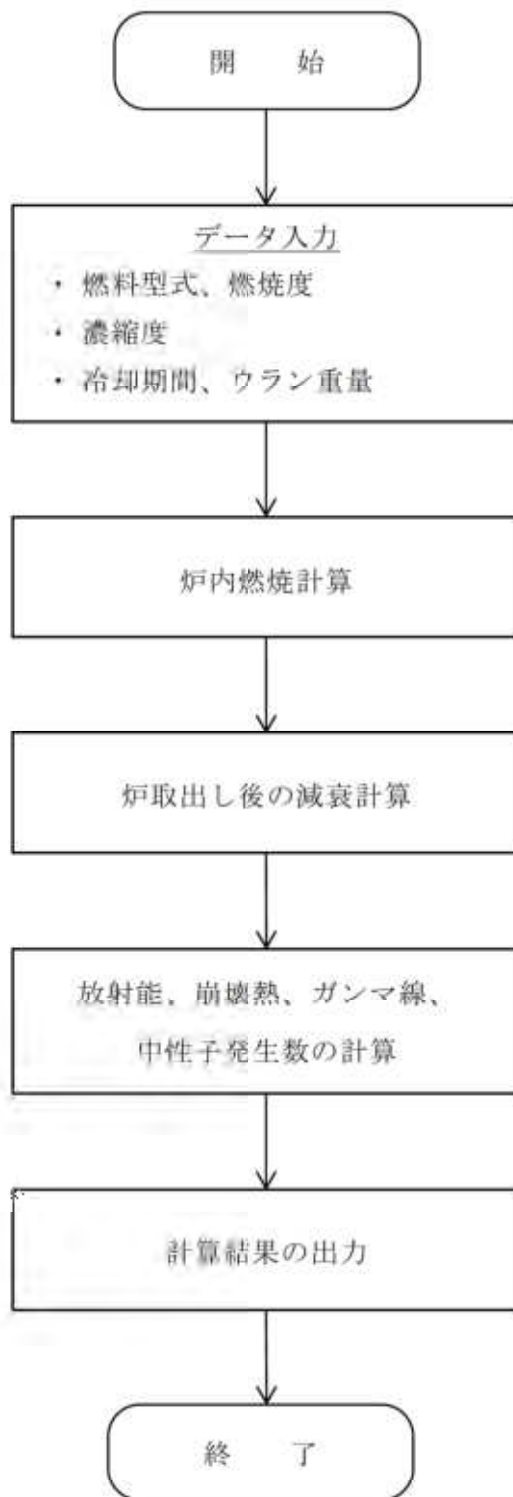 開　始
データ入力
・ 燃料型式、燃焼度
・ 濃縮度
・ 冷却期間、ウラン重量
炉内燃焼計算
炉取出し後の減衰計算
放射能、崩壊熱、ガンマ線、
中性子発生数の計算
計算結果の出力
終　了